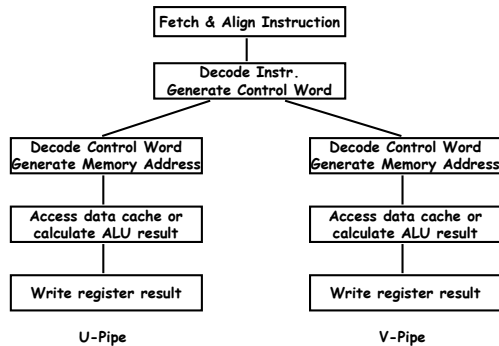 Fetch & Align Instruction
Decode Instr.
Generate Control Word
Decode Control Word
Generate Memory Address
Decode Control Word
Generate Memory Address
Access data cache or
calculate ALU result
Access data cache or
calculate ALU result
Write register result
Write register result
U-Pipe
V-Pipe